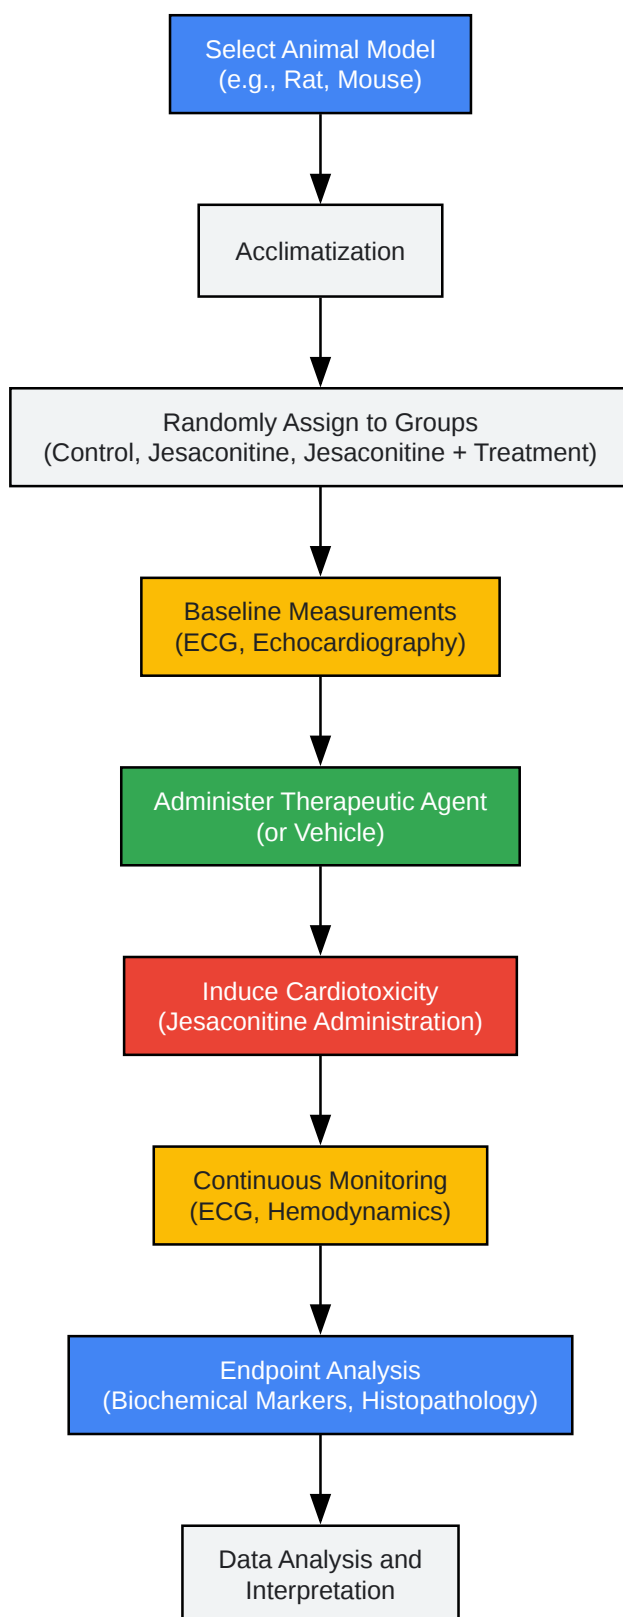 Select Animal Model
(e.g., Rat, Mouse)
Acclimatization
Randomly Assign to Groups
(Control, Jesaconitine, Jesaconitine + Treatment)
Baseline Measurements
(ECG, Echocardiography)
Administer Therapeutic Agent
(or Vehicle)
Induce Cardiotoxicity
(Jesaconitine Administration)
Continuous Monitoring
(ECG, Hemodynamics)
Endpoint Analysis
(Biochemical Markers, Histopathology)
Data Analysis and
Interpretation